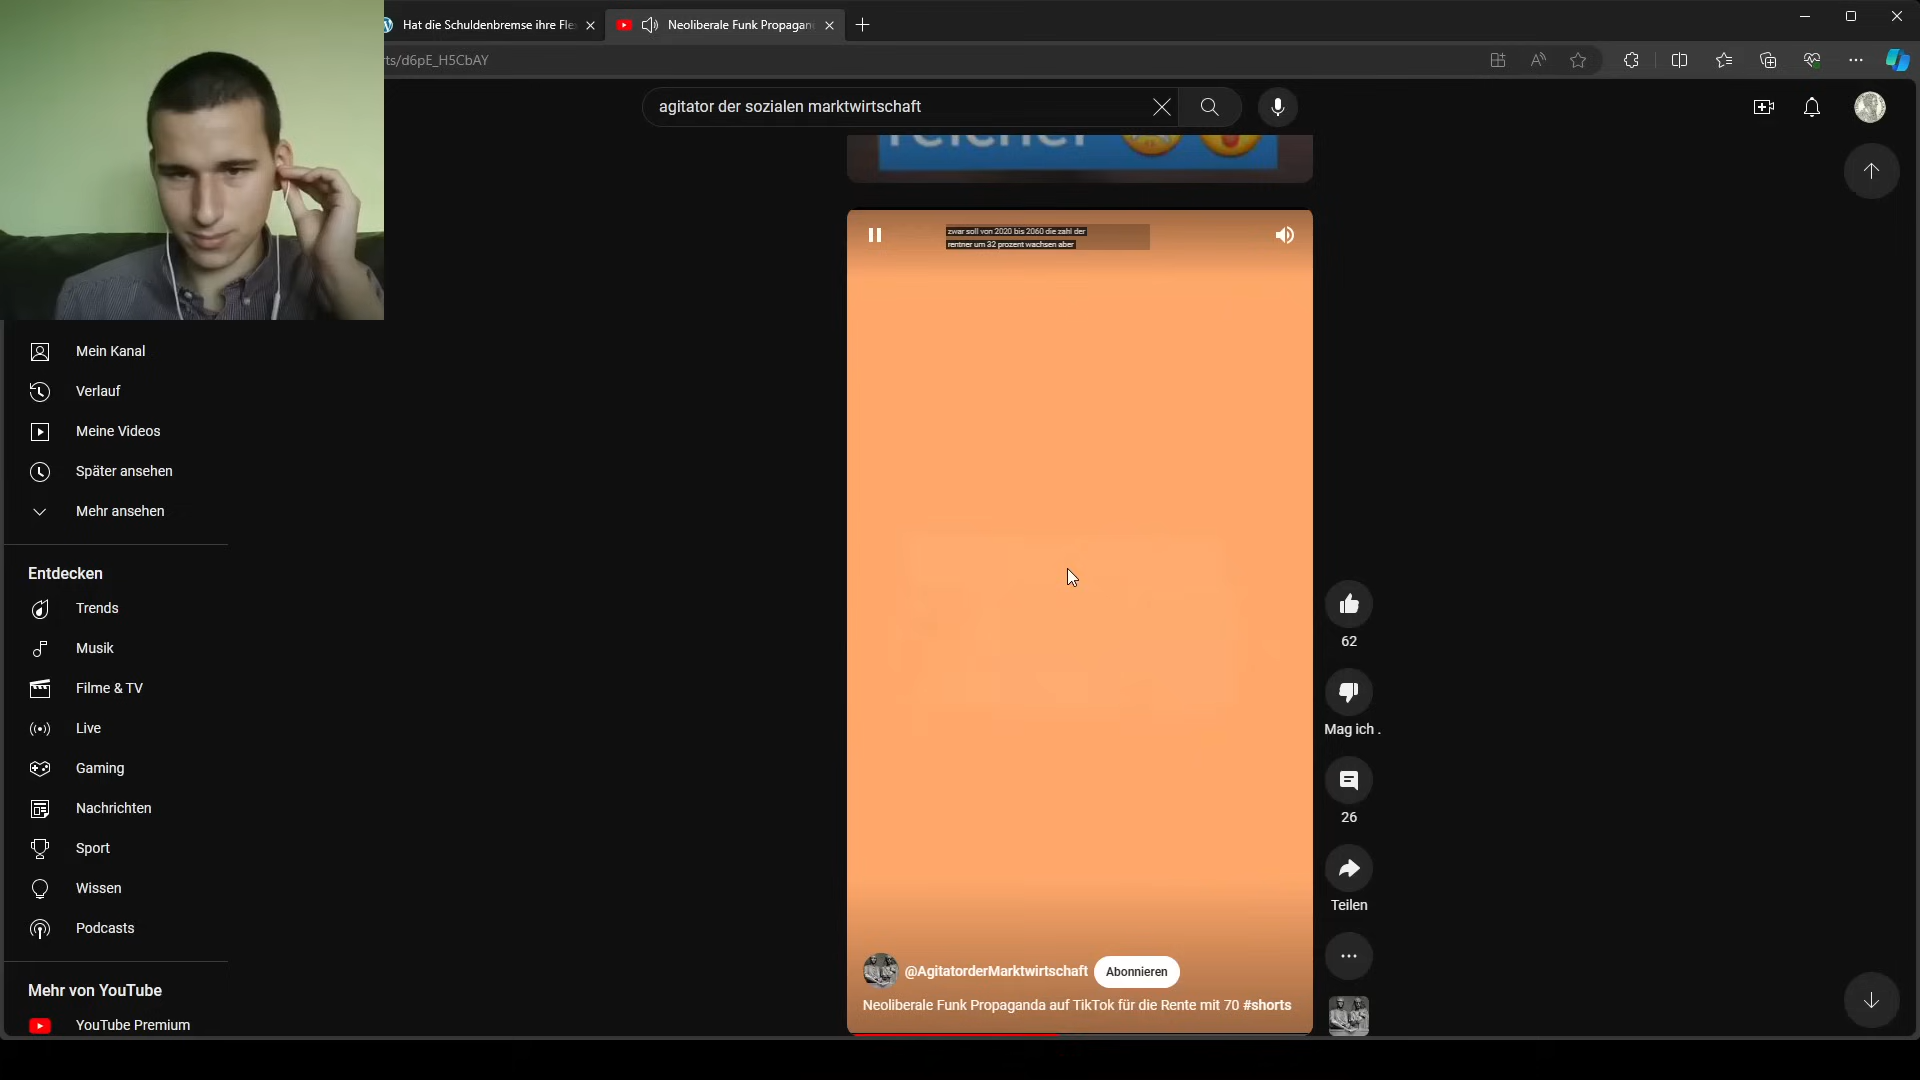 Hat die Schuldenbremse ihre Fle
Neoliberale Funk Propagan
rts/d6pE_H5CbAY
agitator der sozialen marktwirtschaft
reicher
zwar soll von 2020 bis 2060 die zahl der
rentner um 32 prozent wachsen aber
Mein Kanal
Verlauf
Meine Videos
Später ansehen
Mehr ansehen
Entdecken
Trends
Musik
Filme & TV
Live
Gaming
Nachrichten
Sport
Wissen
Podcasts
Mehr von YouTube
YouTube Premium
62
Mag ich .
26
Teilen
@AgitatorderMarktwirtschaft
Abonnieren
Neoliberale Funk Propaganda auf TikTok für die Rente mit 70 #shorts